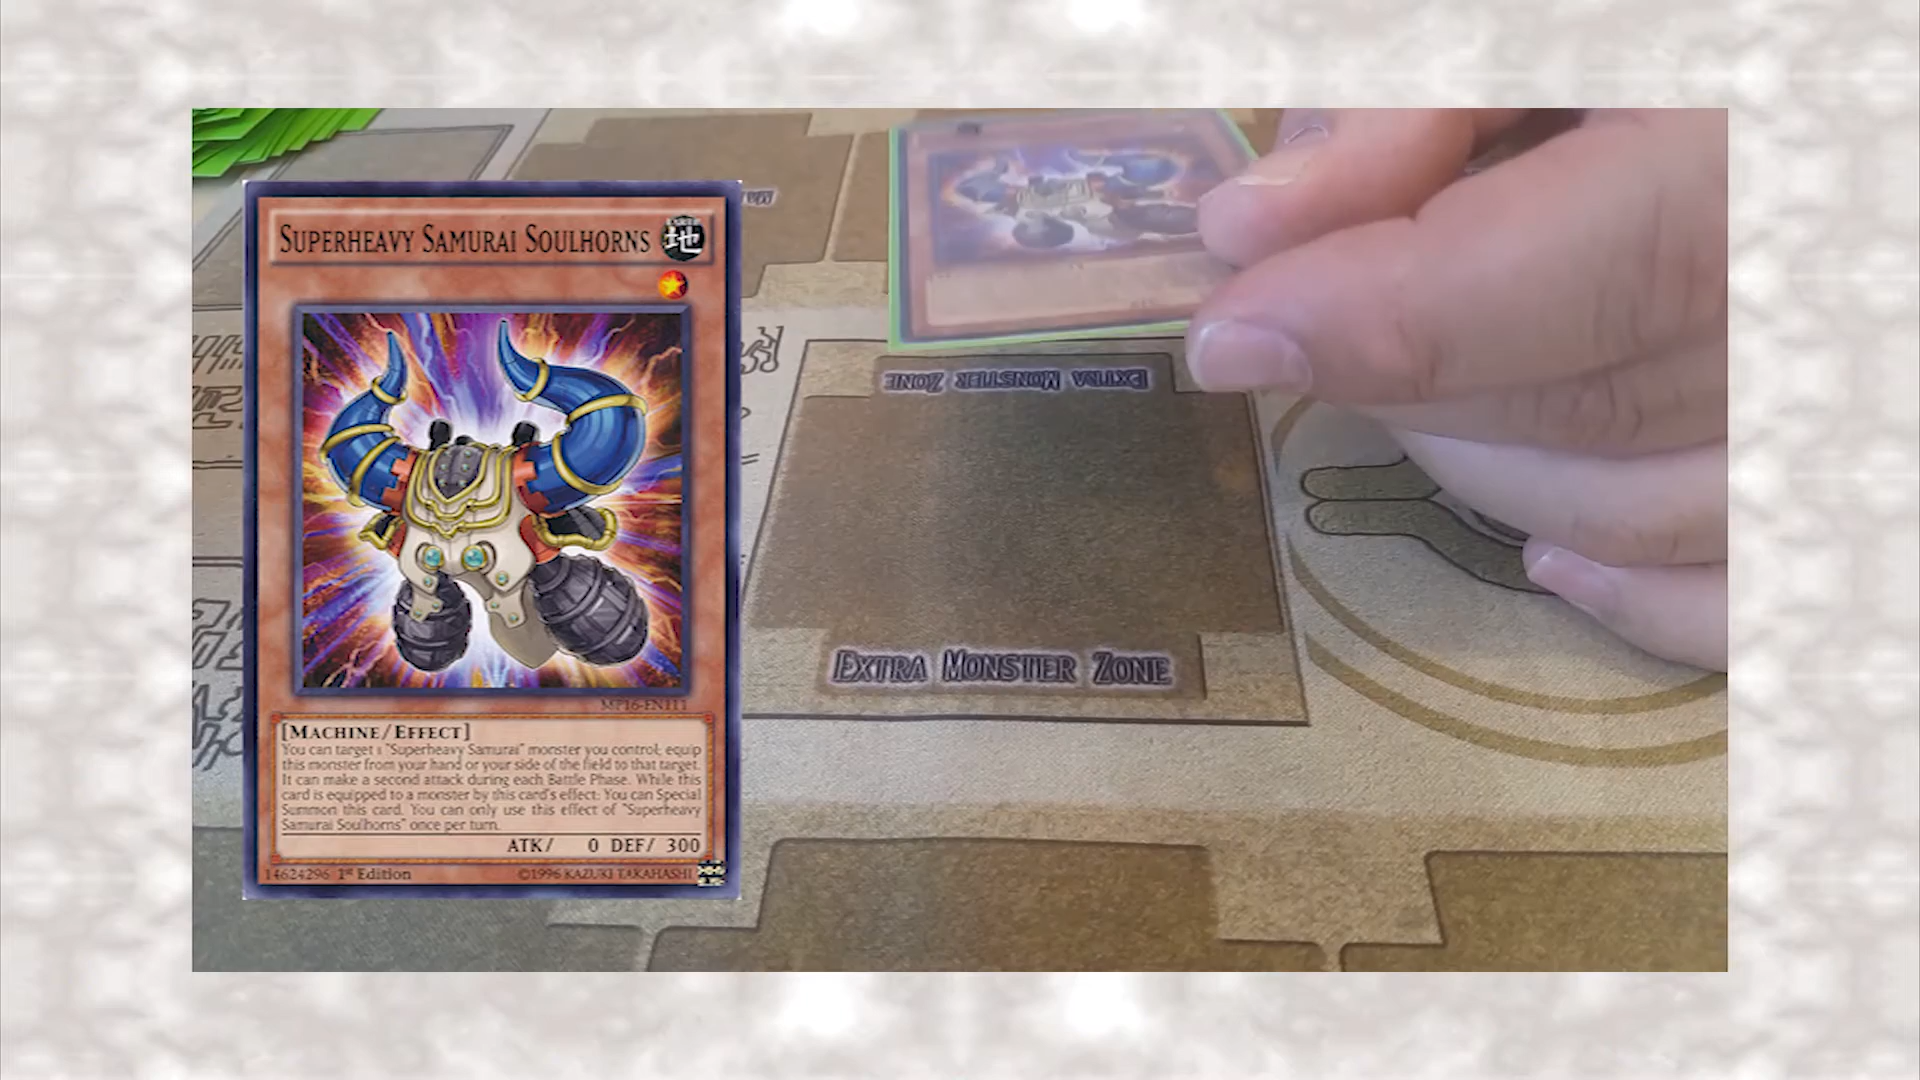 SUPERHEAVY SAMURAI SOULHORNS
地
MP16-EN111
[MACHINE/EFFECT]
You can target 1 "Superheavy Samurai" monster you control; equip
this monster from your hand or your side of the field to that target.
It can make a second attack during each Battle Phase. While this
card is equipped to a monster by this card's effect: You can Special
Summon this card. You can only use this effect of "Superheavy
Samurai Soulhorns" once per turn.
ATK/ 0 DEF/ 300
14624296 1st Edition
©1996 KAZUKI TAKAHASHI
EXTRA MONSTER ZONE
EXTRA MONSTER ZONE